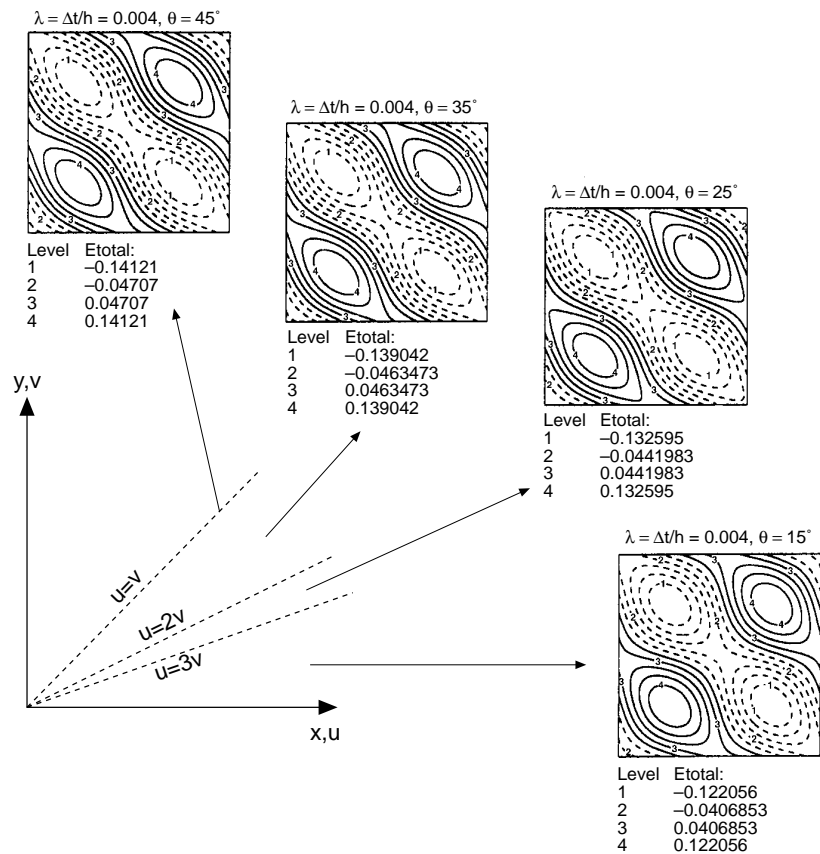 λ = Δt/h = 0.004, θ = 45°
Level Etotal:
1 −0.14121
2 −0.04707
3 0.04707
4 0.14121
λ = Δt/h = 0.004, θ = 35°
Level Etotal:
1 −0.139042
2 −0.0463473
3 0.0463473
4 0.139042
λ = Δt/h = 0.004, θ = 25°
Level Etotal:
1 −0.132595
2 −0.0441983
3 0.0441983
4 0.132595
λ = Δt/h = 0.004, θ = 15°
Level Etotal:
1 −0.122056
2 −0.0406853
3 0.0406853
4 0.122056
y,v
u=v
u=2v
u=3v
x,u